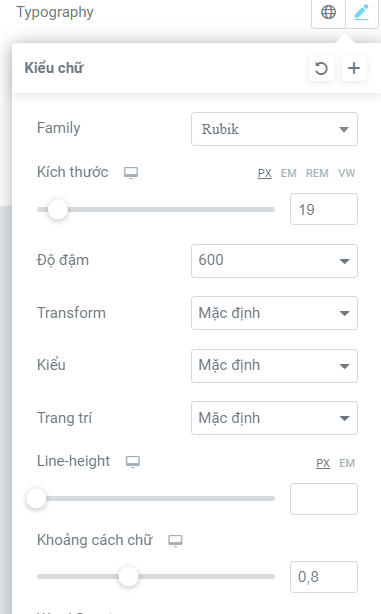 Typography
Kiểu chữ
Family
Rubik
Kích thước
PX EM REM VW
19
Độ đậm
600
Transform
Mặc định
Kiểu
Mặc định
Trang trí
Mặc định
Line-height
PX EM
Khoảng cách chữ
0,8